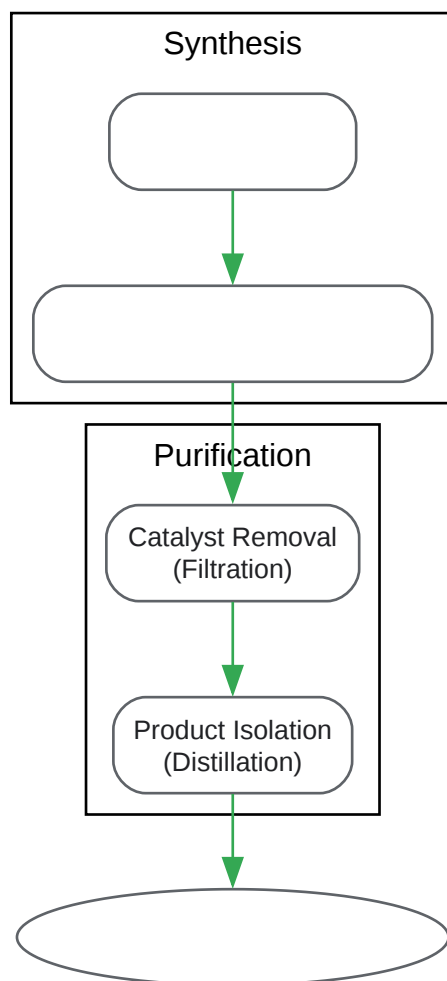 Synthesis
Purification
Catalyst Removal
(Filtration)
Product Isolation
(Distillation)